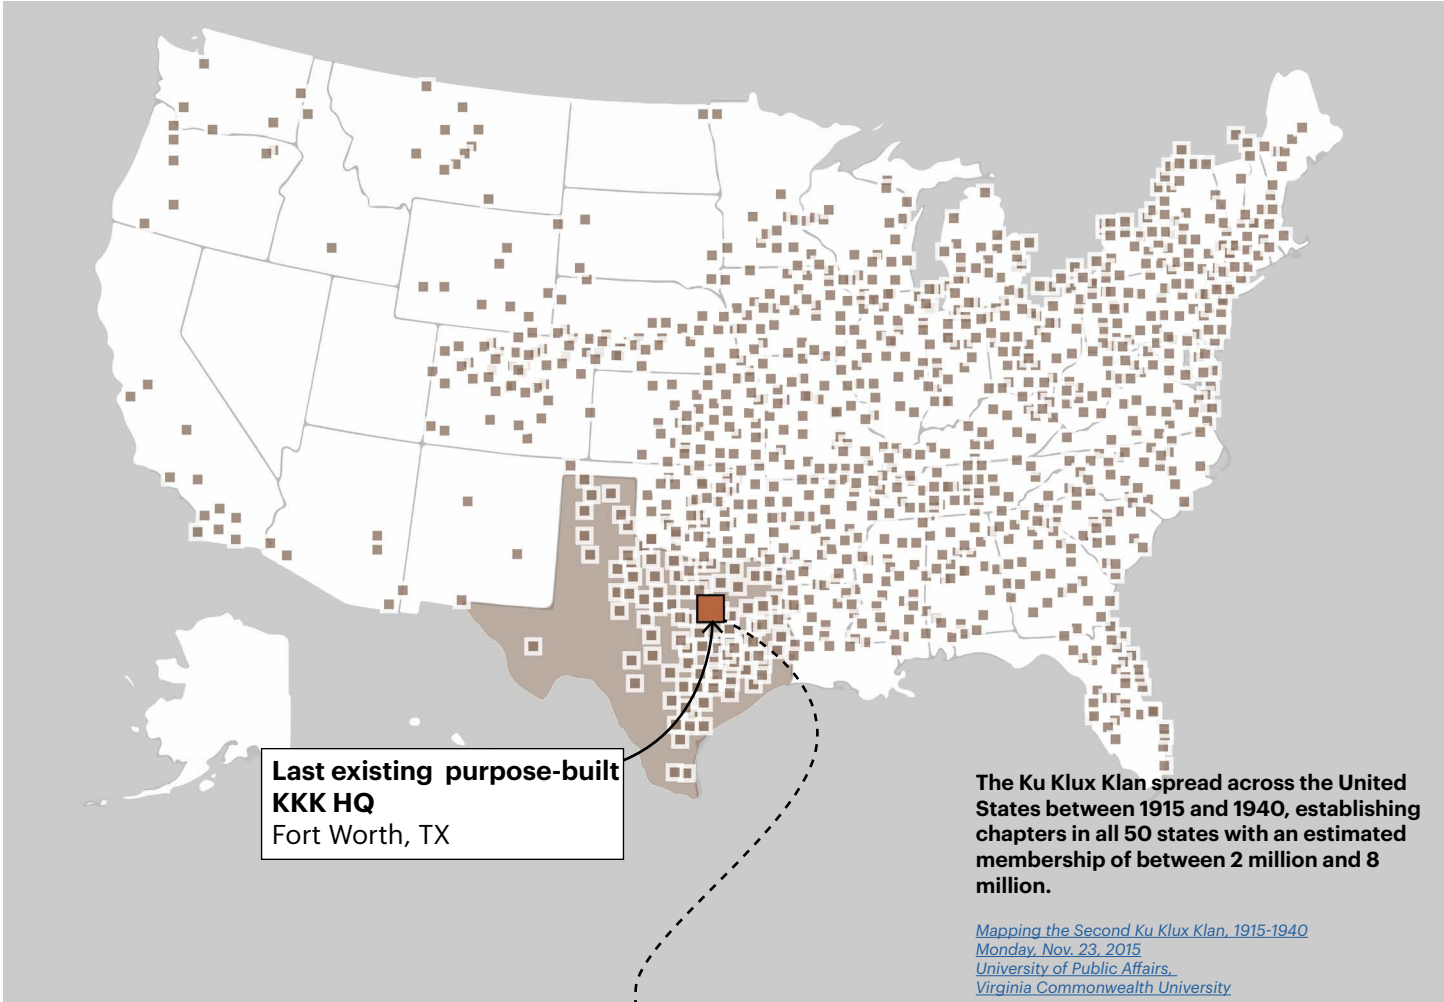 Last existing purpose-built
KKK HQ
Fort Worth, TX
The Ku Klux Klan spread across the United
States between 1915 and 1940, establishing
chapters in all 50 states with an estimated
membership of between 2 million and 8
million.
Mapping the Second Ku Klux Klan, 1915-1940
Monday, Nov. 23, 2015
University of Public Affairs,
Virginia Commonwealth University